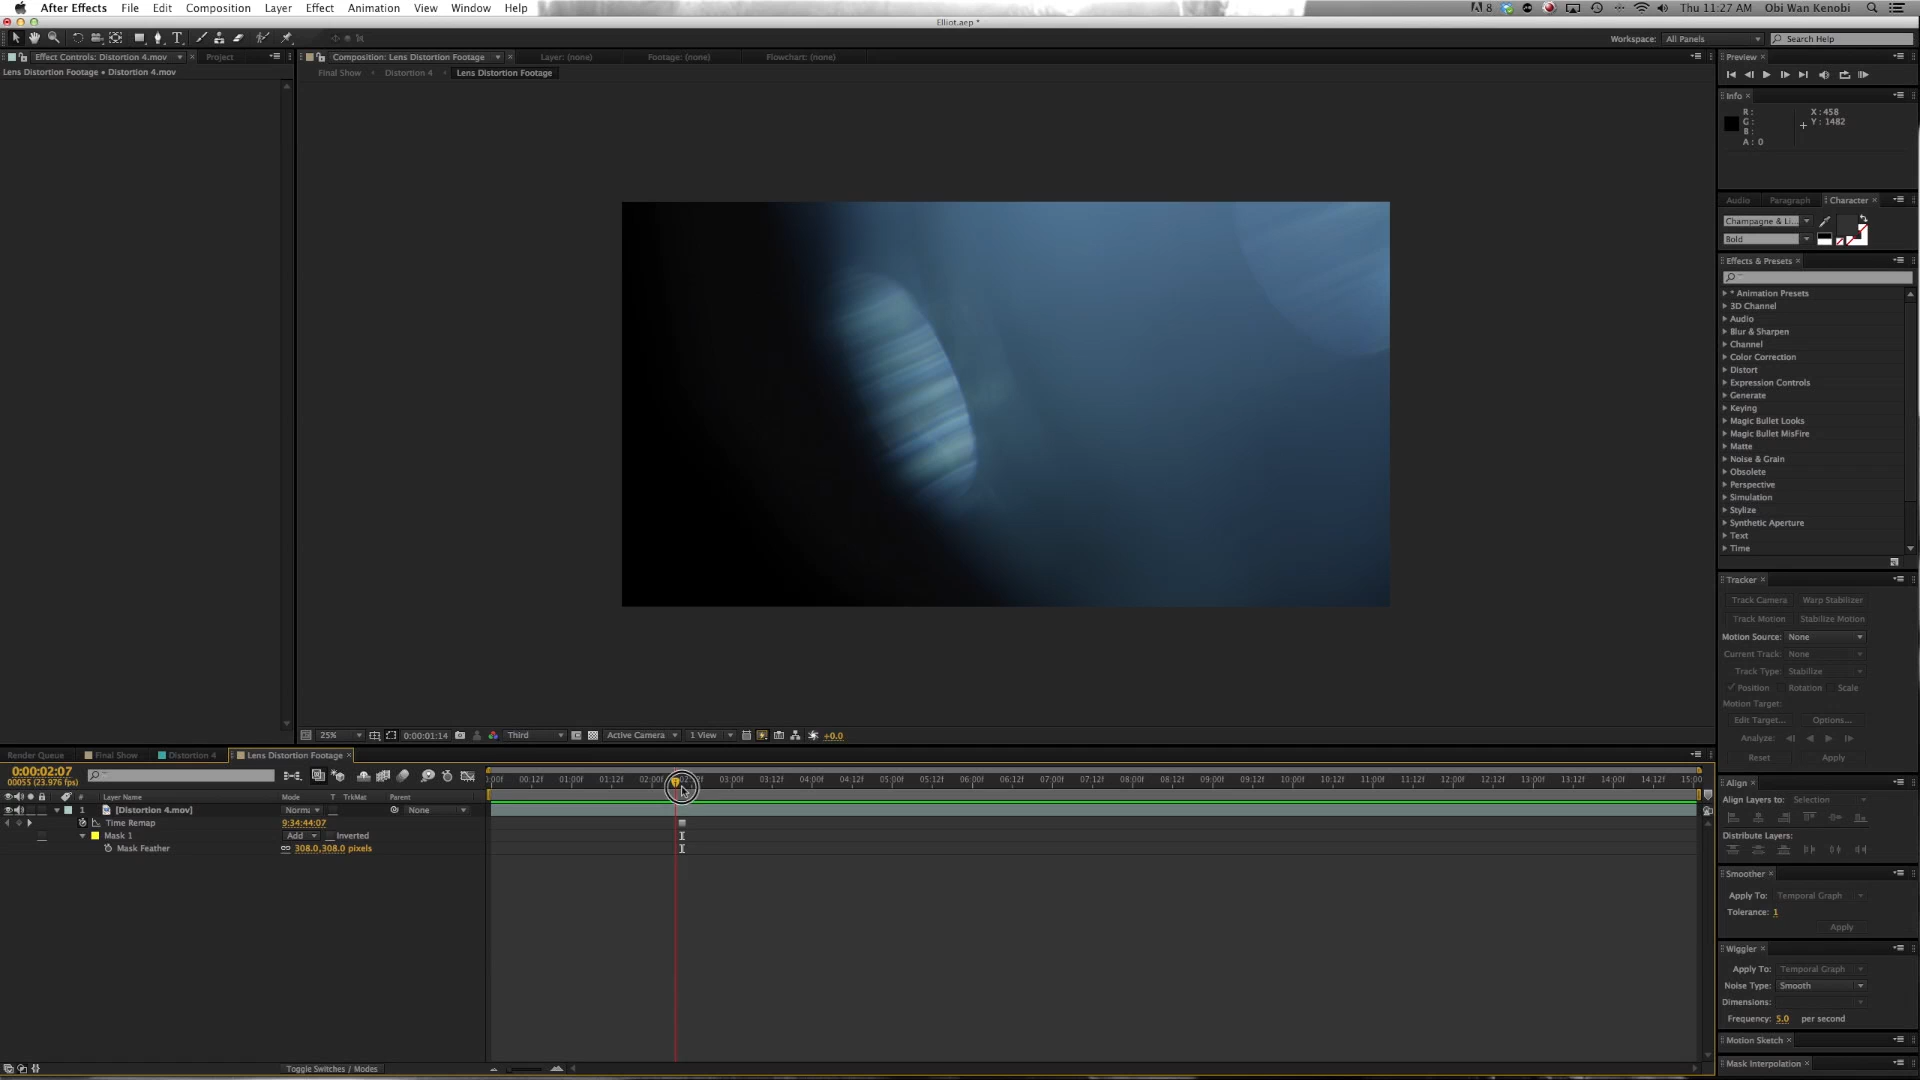 After Effects File Edit Composition Layer Effect Animation View Window Help 8 Thu 11:27 AM Obi Wan Kenobi
Elliot.aep *
Workspace: All Panels Search Help
Effect Controls: Distortion 4.mov Project
Lens Distortion Footage • Distortion 4.mov
Composition: Lens Distortion Footage Layer: (none) Footage: (none) Flowchart: (none)
Final Show Distortion 4 Lens Distortion Footage
Preview
Info
R:
G:
B:
A: 0
X: 458
Y: 1482
Audio Paragraph Character
Champagne & Li...
Bold
Effects & Presets
* Animation Presets
3D Channel
Audio
Blur & Sharpen
Channel
Color Correction
Distort
Expression Controls
Generate
Keying
Magic Bullet Looks
Magic Bullet MisFire
Matte
Noise & Grain
Obsolete
Perspective
Simulation
Stylize
Synthetic Aperture
Text
Time
Tracker
Track Camera Warp Stabilizer
Track Motion Stabilize Motion
Motion Source: None
Current Track: None
Track Type: Stabilize
Position Rotation Scale
Motion Target:
Edit Target... Options...
Analyze:
Reset Apply
Align
Align Layers to: Selection
Distribute Layers:
Smoother
Apply To: Temporal Graph
Tolerance: 1
Apply
Wiggler
Apply To: Temporal Graph
Noise Type: Smooth
Dimensions:
Frequency: 5.0 per second
Motion Sketch
Mask Interpolation
25% 0:00:01:14 Third Active Camera 1 View +0.0
Render Queue Final Show Distortion 4 Lens Distortion Footage
0:00:02:07
00055 (23.976 fps)
:00f 00:12f 01:00f 01:12f 02:00f 03:00f 03:12f 04:00f 04:12f 05:00f 05:12f 06:00f 06:12f 07:00f 07:12f 08:00f 08:12f 09:00f 09:12f 10:00f 10:12f 11:00f 11:12f 12:00f 12:12f 13:00f 13:12f 14:00f 14:12f 15:00
# Layer Name Mode T TrkMat Parent
1 [Distortion 4.mov] Norm None
Time Remap 9:34:44:07
Mask 1 Add Inverted
Mask Feather 308.0,308.0 pixels
Toggle Switches / Modes